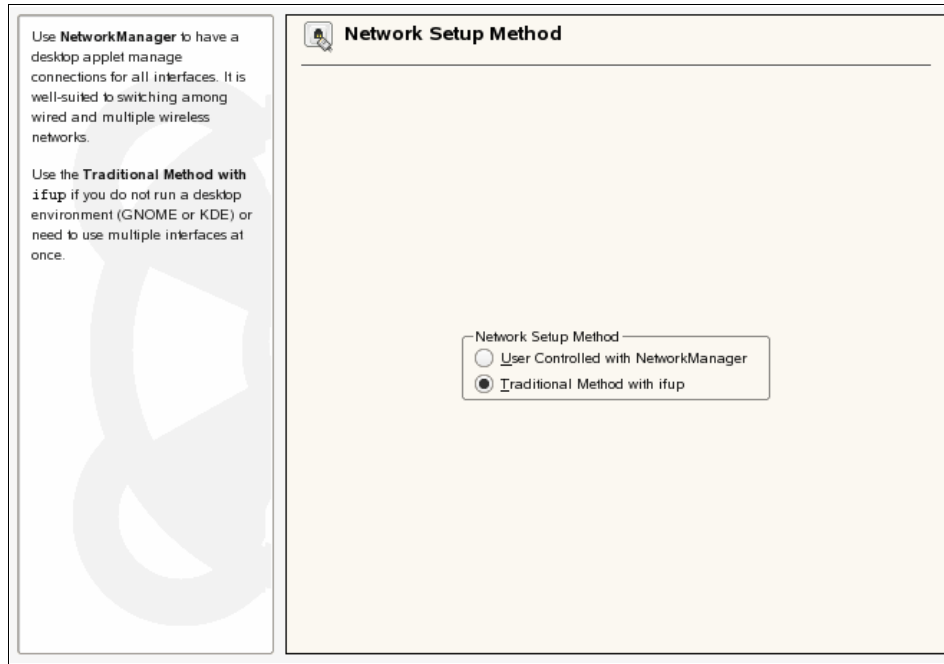 Use NetworkManager to have a
desktop applet manage
connections for all interfaces. It is
well-suited to switching among
wired and multiple wireless
networks.
Use the Traditional Method with
ifup if you do not run a desktop
environment (GNOME or KDE) or
need to use multiple interfaces at
once.
Network Setup Method
Network Setup Method
User Controlled with NetworkManager
Traditional Method with ifup